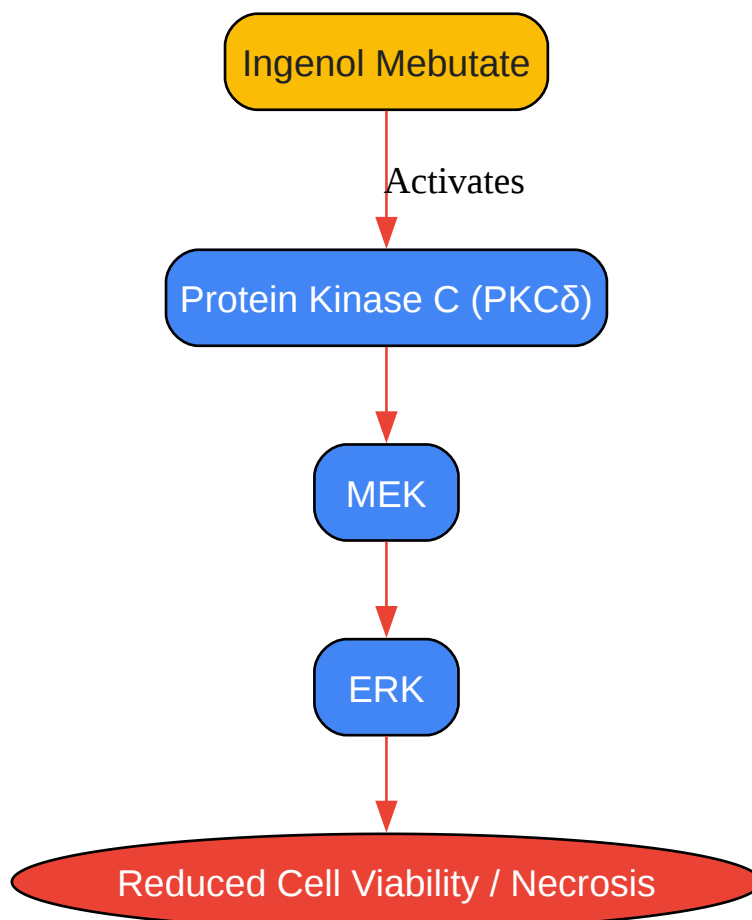 Ingenol Mebutate
Activates
Protein Kinase C (PKCδ)
MEK
ERK
Reduced Cell Viability / Necrosis